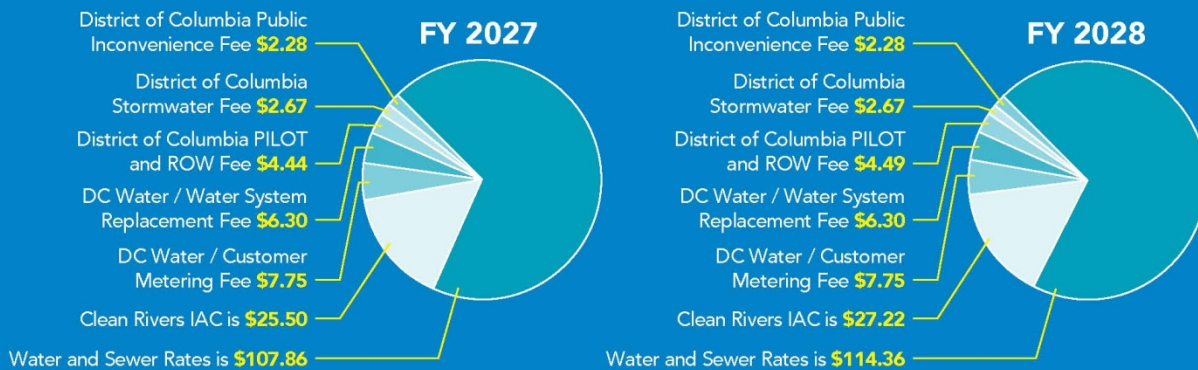 FY 2027
District of Columbia Public
Inconvenience Fee $2.28
District of Columbia
Stormwater Fee $2.67
District of Columbia PILOT
and ROW Fee $4.44
DC Water / Water System
Replacement Fee $6.30
DC Water / Customer
Metering Fee $7.75
Clean Rivers IAC is $25.50
Water and Sewer Rates is $107.86
FY 2028
District of Columbia Public
Inconvenience Fee $2.28
District of Columbia
Stormwater Fee $2.67
District of Columbia PILOT
and ROW Fee $4.49
DC Water / Water System
Replacement Fee $6.30
DC Water / Customer
Metering Fee $7.75
Clean Rivers IAC is $27.22
Water and Sewer Rates is $114.36